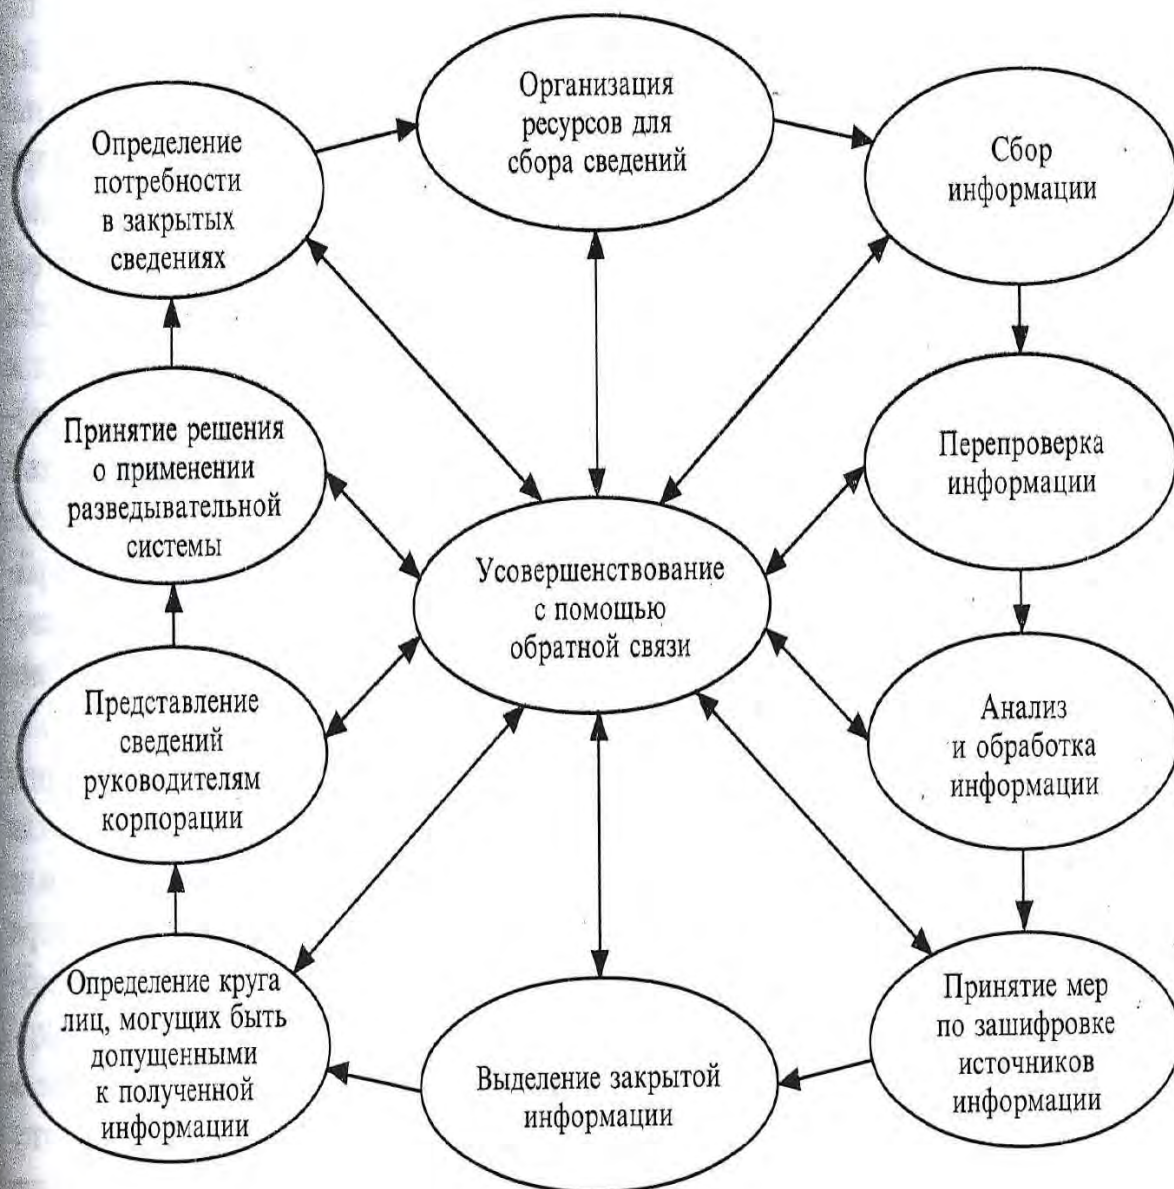 Определение
потребности
в закрытых
сведениях
Организация
ресурсов для
сбора сведений
Сбор
информации
Перепроверка
информации
Анализ
и обработка
информации
Принятие мер
по зашифровке
источников
информации
Выделение закрытой
информации
Определение круга
лиц, могущих быть
допущенными
к полученной
информации
Представление
сведений
руководителям
корпорации
Принятие решения
о применении
разведывательной
системы
Усовершенствование
с помощью
обратной связи